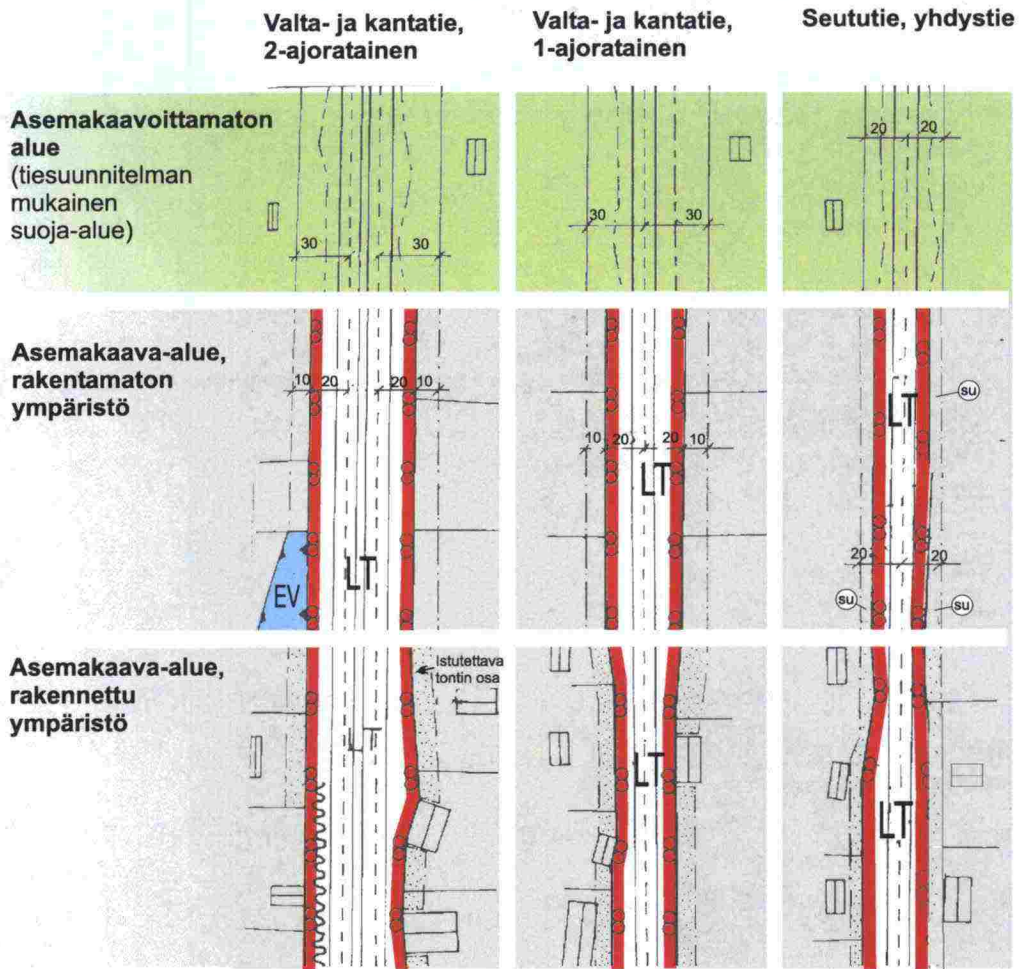 Valta- ja kantatie,
2-ajoratainen
Valta- ja kantatie,
1-ajoratainen
Seututie, yhdystie
Asemakaavoittamaton
alue
(tiesuunnitelman
mukainen
suoja-alue)
30
30
30
30
20
20
Asemakaava-alue,
rakentamaton
ympäristö
10
20
20
10
LT
EV
10
20
20
10
LT
su
LT
20
20
su
su
Asemakaava-alue,
rakennettu
ympäristö
Istutettava
tontin osa
LT
LT
LT